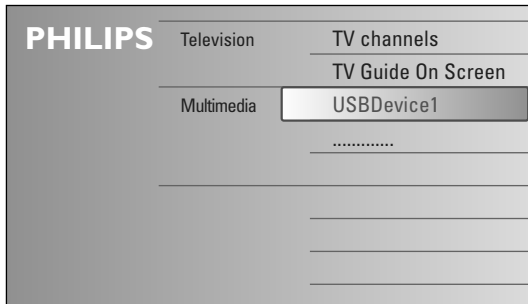 PHILIPS Television TV channels
TV Guide On Screen
Multimedia USBDevice1
.............